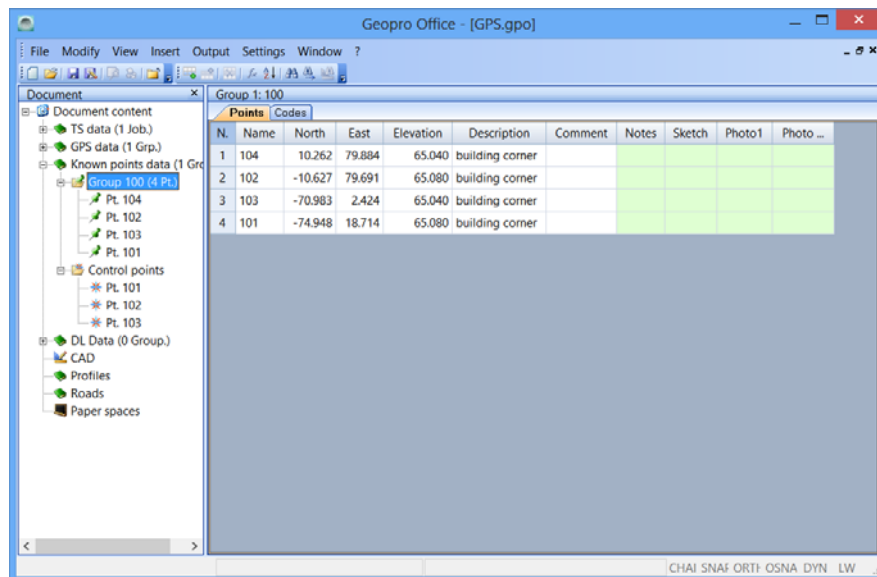 Geopro Office - [GPS.gpo]
File Modify View Insert Output Settings Window ?
Document
Document content
TS data (1 Job.)
GPS data (1 Grp.)
Known points data (1 Gro
Group 100 (4 Pt.)
Pt. 104
Pt. 102
Pt. 103
Pt. 101
Control points
Pt. 101
Pt. 102
Pt. 103
DL Data (0 Group.)
CAD
Profiles
Roads
Paper spaces
Group 1: 100
Points Codes
N. Name North East Elevation Description Comment Notes Sketch Photo1 Photo ...
1 104 10.262 79.884 65.040 building corner
2 102 -10.627 79.691 65.080 building corner
3 103 -70.983 2.424 65.040 building corner
4 101 -74.948 18.714 65.080 building corner
CHAI SNAF ORTH OSNA DYN LW